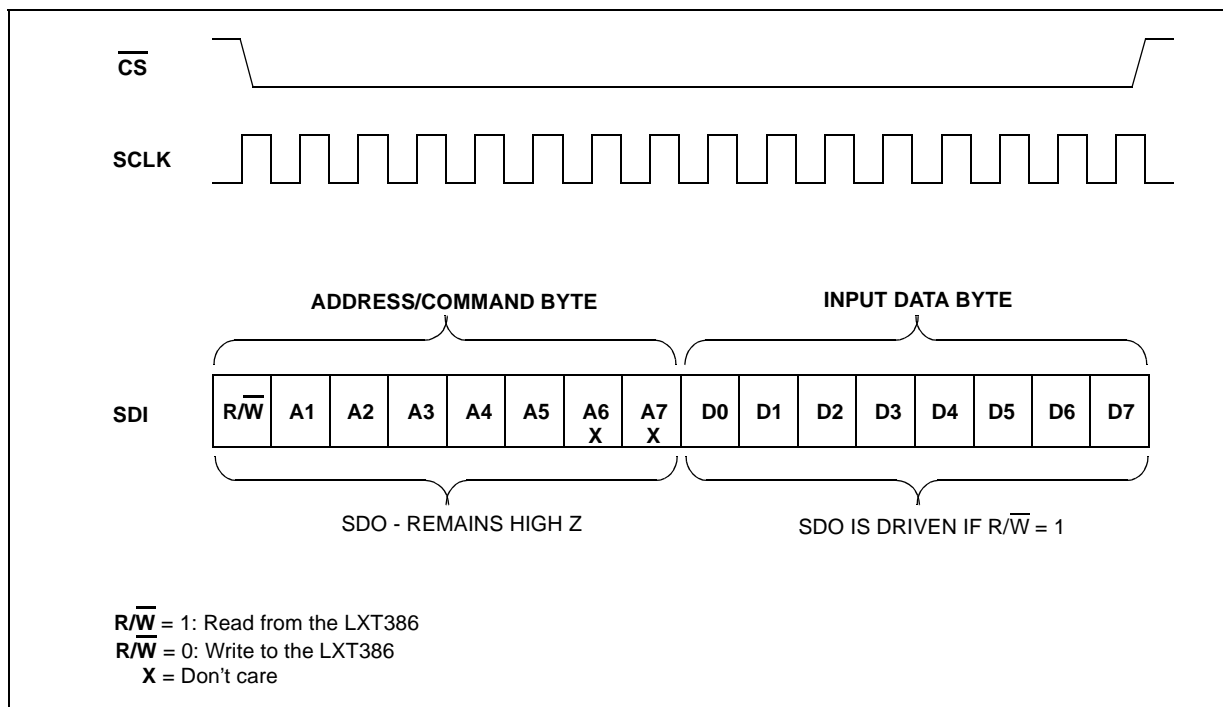 CS
SCLK
ADDRESS/COMMAND BYTE INPUT DATA BYTE
SDI R/W A1 A2 A3 A4 A5 A6 A7 D0 D1 D2 D3 D4 D5 D6 D7
X X
SDO - REMAINS HIGH Z SDO IS DRIVEN IF R/W = 1
R/W = 1: Read from the LXT386
R/W = 0: Write to the LXT386
X = Don't care